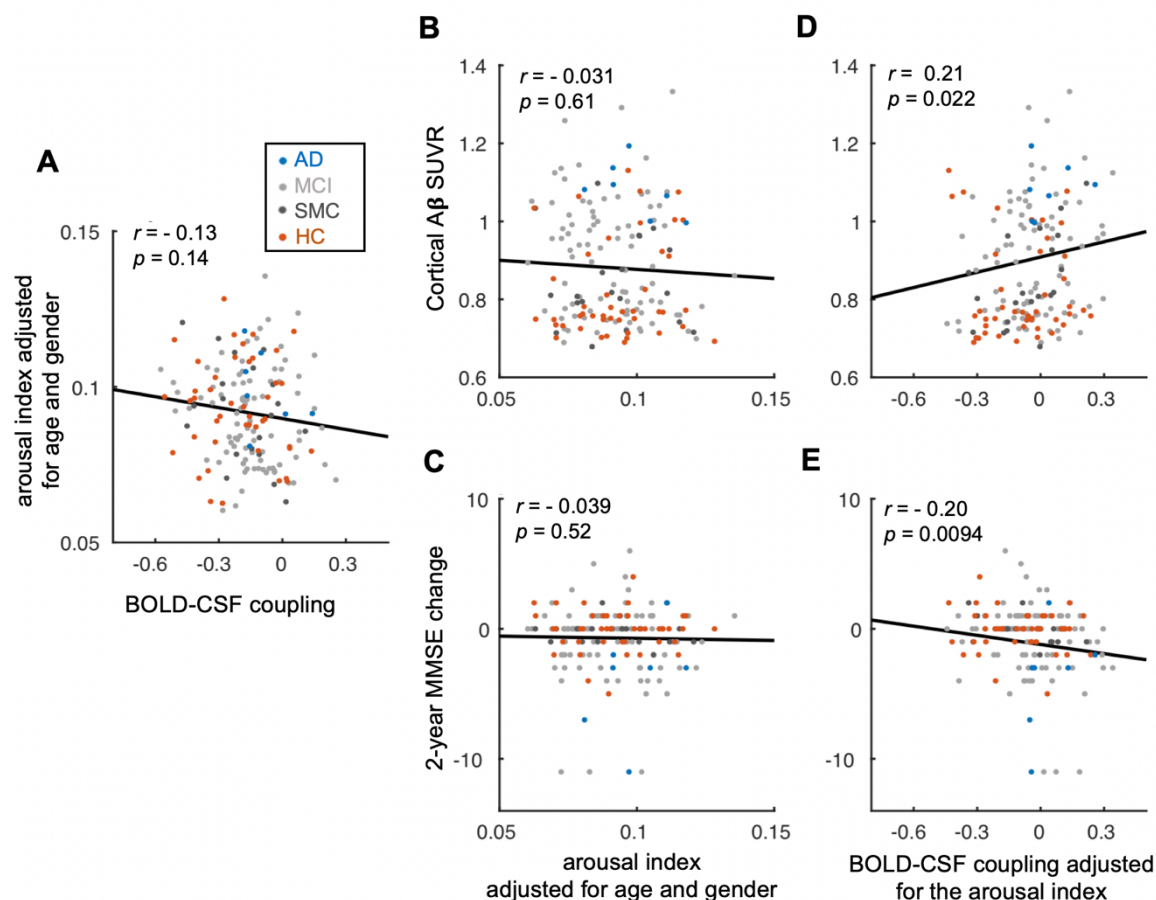 A
AD
MCI
SMC
HC
r = - 0.13
p = 0.14
0.15
0.1
0.05
arousal index adjusted
for age and gender
-0.6 -0.3 0 0.3
BOLD-CSF coupling
B
r = - 0.031
p = 0.61
1.4
1.2
1
0.8
0.6
Cortical Aβ SUVR
0.05 0.1 0.15
D
r = 0.21
p = 0.022
1.4
1.2
1
0.8
0.6
-0.6 -0.3 0 0.3
C
r = - 0.039
p = 0.52
10
0
-10
2-year MMSE change
0.05 0.1 0.15
arousal index
adjusted for age and gender
E
r = - 0.20
p = 0.0094
10
0
-10
-0.6 -0.3 0 0.3
BOLD-CSF coupling adjusted
for the arousal index